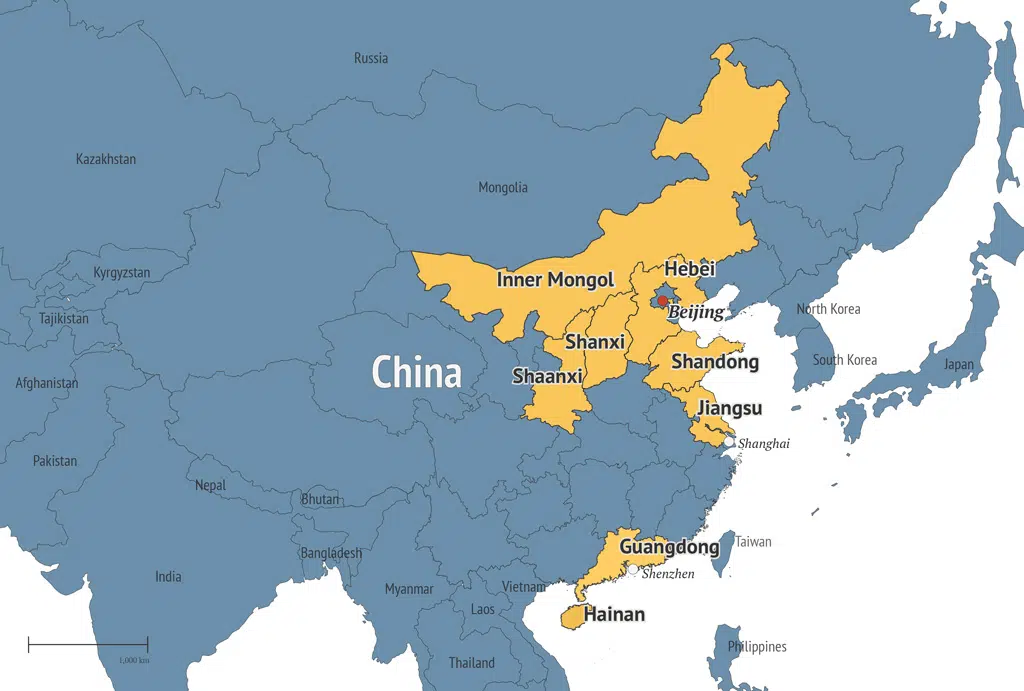 Russia
Kazakhstan
Mongolia
Kyrgyzstan
Hebei
Inner Mongol
Beijing
North Korea
Tajikistan
Shanxi
Shandong
South Korea
Japan
China
Shaanxi
Afghanistan
Jiangsu
Shanghai
Pakistan
Nepal
Bhutan
Guangdong
Taiwan
Bangladesh
Shenzhen
India
Myanmar
Vietnam
Laos
Hainan
Philippines
1,000 km
Thailand